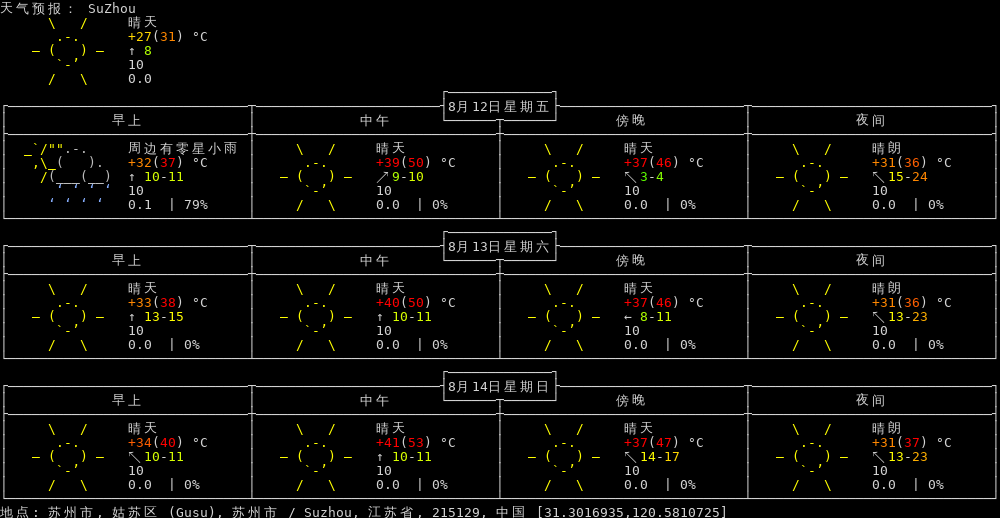 天气预报: SuZhou
晴天
+27(31) °C
↑ 8
10
0.0
8月12日星期五
早上 中午 傍晚 夜间
周边有零星小雨 晴天 晴天 晴朗
+32(37) °C +39(50) °C +37(46) °C +31(36) °C
↑ 10-11 ↗ 9-10 ↖ 3-4 ↖ 15-24
10 10 10 10
0.1 | 79% 0.0 | 0% 0.0 | 0% 0.0 | 0%
8月13日星期六
早上 中午 傍晚 夜间
晴天 晴天 晴天 晴朗
+33(38) °C +40(50) °C +37(46) °C +31(36) °C
↑ 13-15 ↑ 10-11 ← 8-11 ↖ 13-23
10 10 10 10
0.0 | 0% 0.0 | 0% 0.0 | 0% 0.0 | 0%
8月14日星期日
早上 中午 傍晚 夜间
晴天 晴天 晴天 晴朗
+34(40) °C +41(53) °C +37(47) °C +31(37) °C
↖ 10-11 ↑ 10-11 ↖ 14-17 ↖ 13-23
10 10 10 10
0.0 | 0% 0.0 | 0% 0.0 | 0% 0.0 | 0%
地点: 苏州市, 姑苏区 (Gusu), 苏州市 / Suzhou, 江苏省, 215129, 中国 [31.3016935,120.5810725]